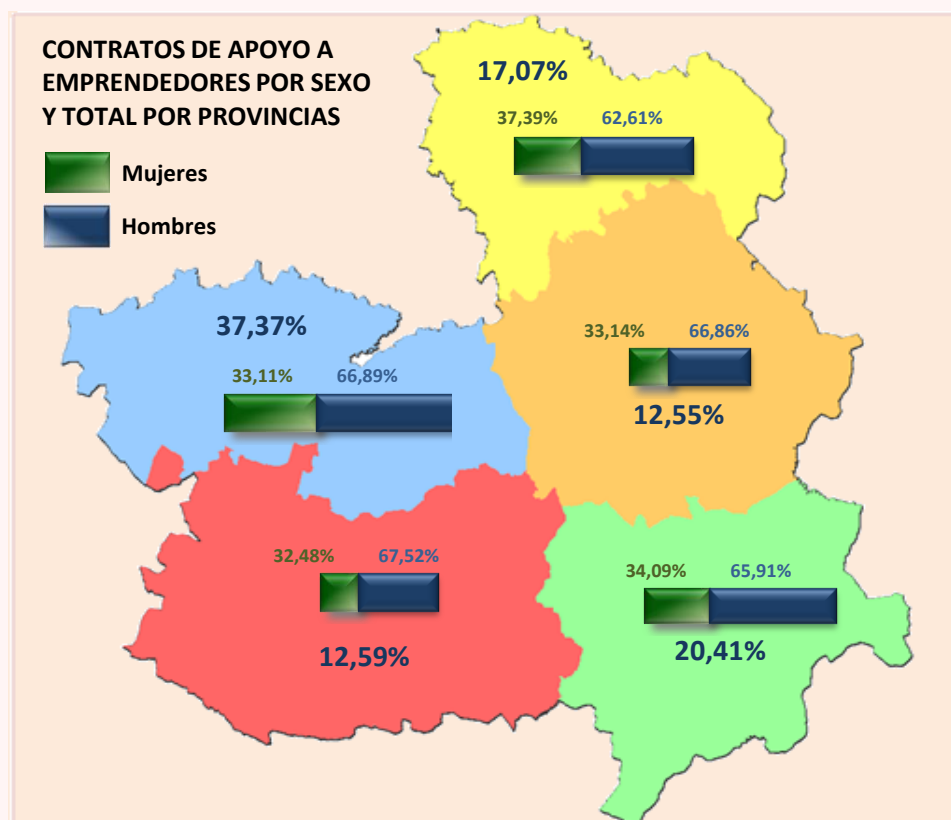 CONTRATOS DE APOYO A
EMPRENDEDORES POR SEXO
Y TOTAL POR PROVINCIAS
Mujeres
Hombres
17,07%
37,39% 62,61%
37,37%
33,11% 66,89%
33,14% 66,86%
12,55%
32,48% 67,52%
12,59%
34,09% 65,91%
20,41%